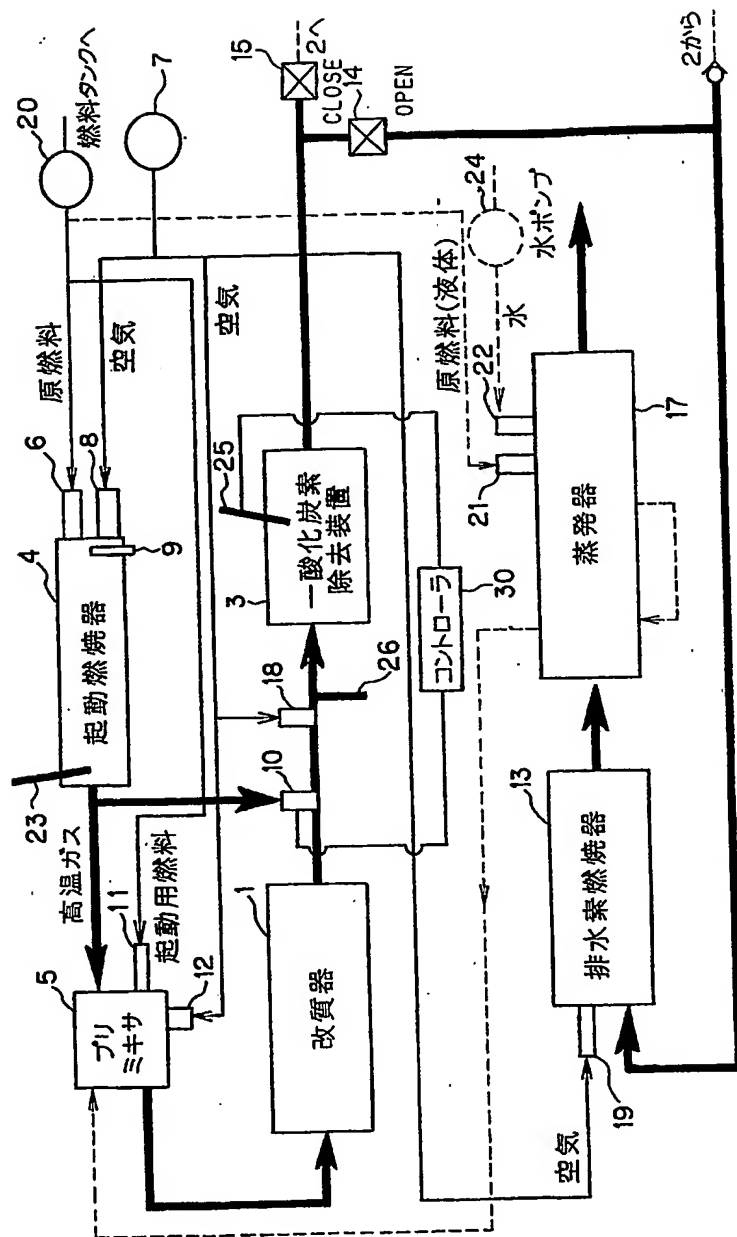 20
燃料タンクへ
7
原燃料
空気
6
8
9
4
起動燃焼器
23
高温ガス
5
プリ
ミキサ
11
起動用燃料
12
空気
15
2へ
CLOSE
14
OPEN
25
3
一酸化炭素
除去装置
18
26
10
1
改質器
コントローラ
30
原燃料(液体)
水
24
水ポンプ
22
21
17
蒸発器
13
排水素燃焼器
19
空気
2から